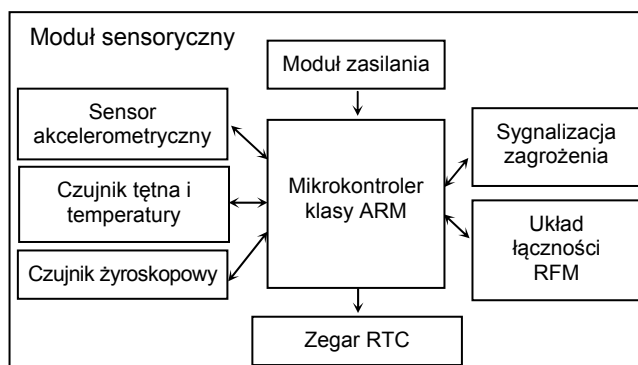 Moduł sensoryczny
Moduł zasilania
Sensor
akcelerometryczny
Czujnik tętna i
temperatury
Czujnik żyroskopowy
Mikrokontroler
klasy ARM
Sygnalizacja
zagrożenia
Układ
łączności
RFM
Zegar RTC